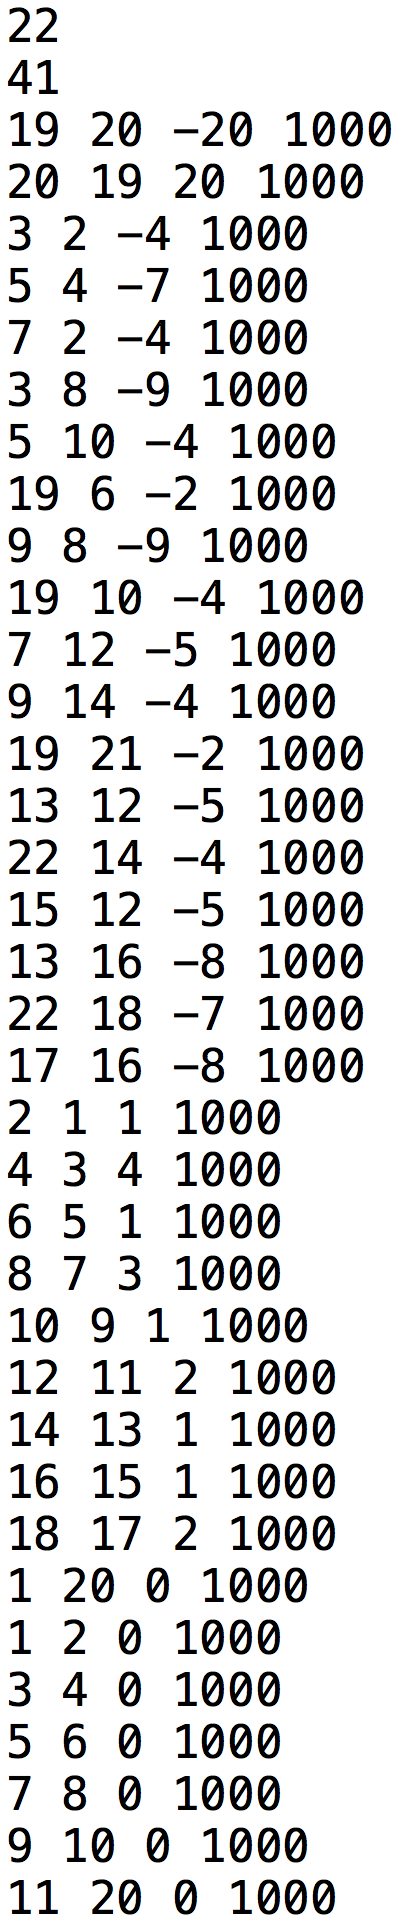 22
41
19 20 −20 1000
20 19 20 1000
3 2 −4 1000
5 4 −7 1000
7 2 −4 1000
3 8 −9 1000
5 10 −4 1000
19 6 −2 1000
9 8 −9 1000
19 10 −4 1000
7 12 −5 1000
9 14 −4 1000
19 21 −2 1000
13 12 −5 1000
22 14 −4 1000
15 12 −5 1000
13 16 −8 1000
22 18 −7 1000
17 16 −8 1000
2 1 1 1000
4 3 4 1000
6 5 1 1000
8 7 3 1000
10 9 1 1000
12 11 2 1000
14 13 1 1000
16 15 1 1000
18 17 2 1000
1 20 0 1000
1 2 0 1000
3 4 0 1000
5 6 0 1000
7 8 0 1000
9 10 0 1000
11 20 0 1000